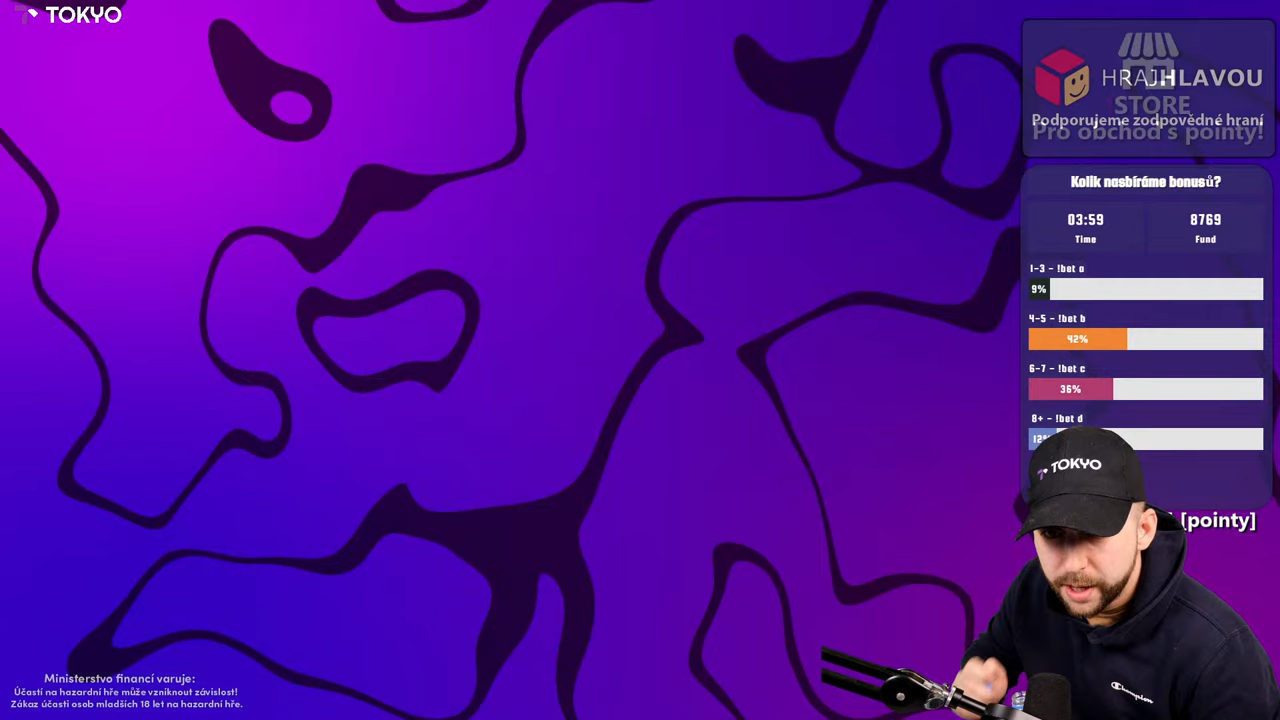 TOKYO
HRAJHLAVOU
STORE
Podporujeme zodpovědné hraní
Pro obchod s pointy!
Kolik nasbíráme bonusů?
03:59 8769
Time Fund
1-3 - !bet a
9%
4-5 - !bet b
42%
6-7 - !bet c
36%
8+ - !bet d
TOKYO
[pointy]
Champion
Ministerstvo financí varuje:
Účastí na hazardní hře může vzniknout závislost!
Zákaz účasti osob mladších 18 let na hazardní hře.